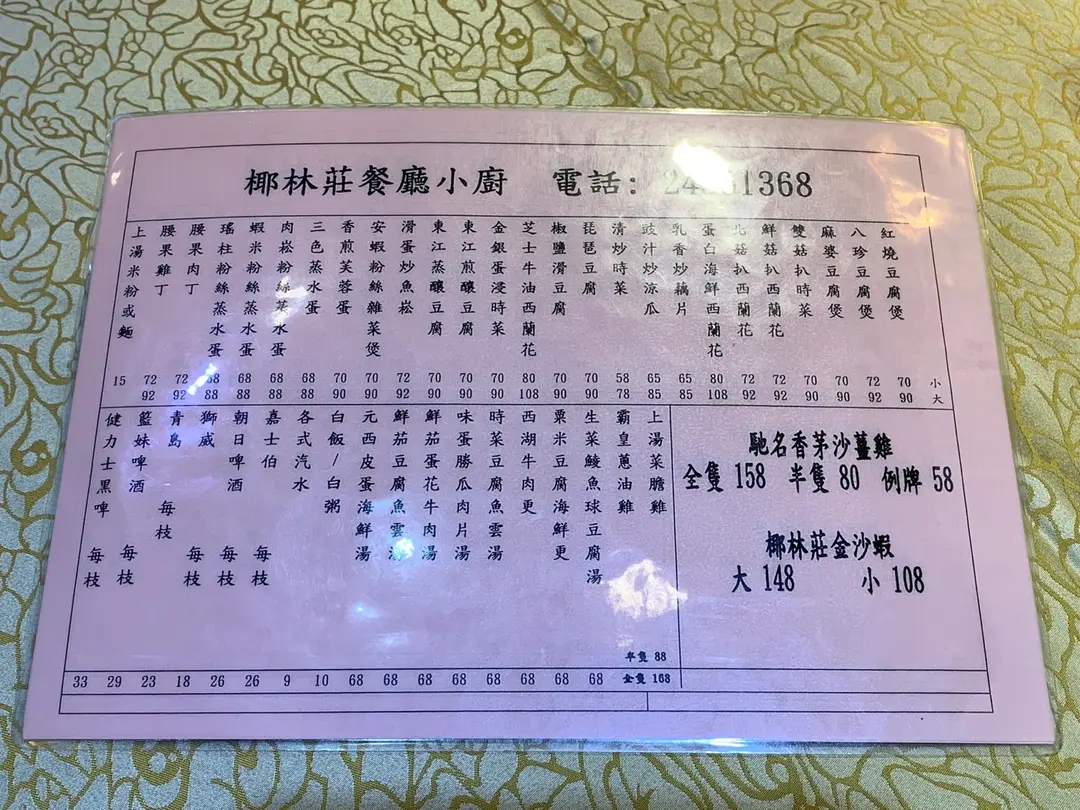 椰林莊餐廳小廚 電話:
紅燒豆腐煲
八珍豆腐煲
麻婆豆腐煲
雙菇扒時菜
鮮菇扒西蘭花
北菇扒西蘭花
蛋白海鮮西蘭花
乳香炒藕片
豉汁炒涼瓜
清炒時菜
琵琶豆腐
椒鹽滑豆腐
芝士牛油西蘭花
金銀蛋浸時菜
東江煎釀豆腐
東江蒸釀豆腐
滑蛋炒魚崧
安蝦粉絲雜菜煲
香煎芙蓉蛋
三色蒸水蛋
肉崧粉絲蒸水蛋
蝦米粉絲蒸水蛋
瑤柱粉絲蒸水蛋
腰果肉丁
腰果雞丁
上湯米粉或麵
15 72 72 68 68 68 68 70 70 72 70 70 70 80 70 70 58 65 65 80 72 72 70 70 72 70 小
92 92 88 88 88 88 90 90 92 90 90 90 108 90 90 78 85 85 108 92 92 90 90 92 90 大
馳名香茅沙薑雞
全隻 158 半隻 80 例牌 58
椰林莊金沙蝦
大 148 小 108
上湯菜膽雞
霸皇蔥油雞
生菜鯪魚球豆腐湯
粟米豆腐海鮮更
西湖牛肉更
時菜豆腐魚雲湯
味蛋勝瓜肉片湯
鮮茄蛋花牛肉湯
鮮茄豆腐魚雲湯
元西皮蛋海鮮湯
白飯/白粥
各式汽水
嘉士伯 每枝
朝日啤酒 每枝
獅威 每枝
青島 每枝
籃妹啤酒 每枝
健力士黑啤 每枝
半隻 88
33 29 23 18 26 26 9 10 68 68 68 68 68 68 68 68 全隻 168